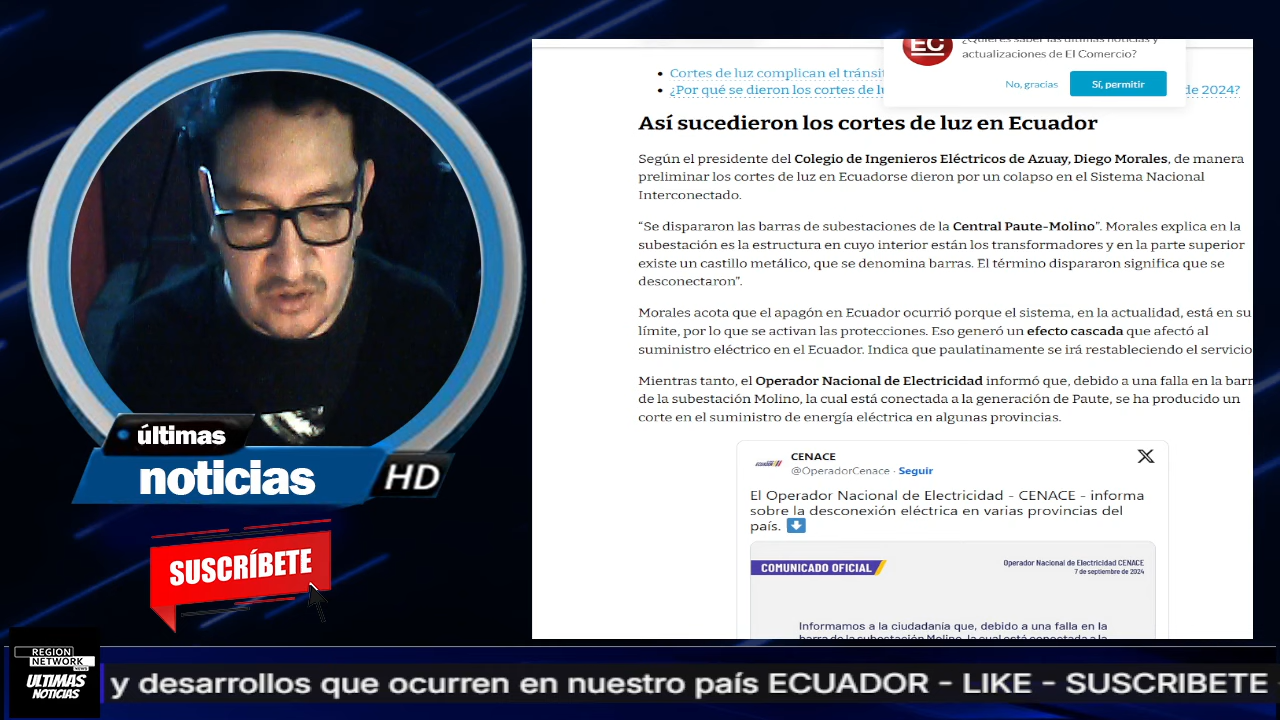 EC
¿Quieres saber las últimas noticias y
actualizaciones de El Comercio?
No, gracias
Sí, permitir
Cortes de luz complican el tránsit
¿Por qué se dieron los cortes de lu
de 2024?
Así sucedieron los cortes de luz en Ecuador
Según el presidente del Colegio de Ingenieros Eléctricos de Azuay, Diego Morales, de manera
preliminar los cortes de luz en Ecuadorse dieron por un colapso en el Sistema Nacional
Interconectado.
“Se dispararon las barras de subestaciones de la Central Paute-Molino”. Morales explica en la
subestación es la estructura en cuyo interior están los transformadores y en la parte superior
existe un castillo metálico, que se denomina barras. El término dispararon significa que se
desconectaron”.
Morales acota que el apagón en Ecuador ocurrió porque el sistema, en la actualidad, está en su
límite, por lo que se activan las protecciones. Eso generó un efecto cascada que afectó al
suministro eléctrico en el Ecuador. Indica que paulatinamente se irá restableciendo el servicio
Mientras tanto, el Operador Nacional de Electricidad informó que, debido a una falla en la barr
de la subestación Molino, la cual está conectada a la generación de Paute, se ha producido un
corte en el suministro de energía eléctrica en algunas provincias.
CENACE
@OperadorCenace · Seguir
El Operador Nacional de Electricidad - CENACE - informa
sobre la desconexión eléctrica en varias provincias del
país.
COMUNICADO OFICIAL
Operador Nacional de Electricidad CENACE
7 de septiembre de 2024
Informamos a la ciudadanía que, debido a una falla en la
barra de la subestación Molino, la cual está conectada a la
últimas
noticias
HD
SUSCRÍBETE
REGION
NETWORK
NEWS
ULTIMAS
NOTICIAS
y desarrollos que ocurren en nuestro país ECUADOR - LIKE - SUSCRIBETE -